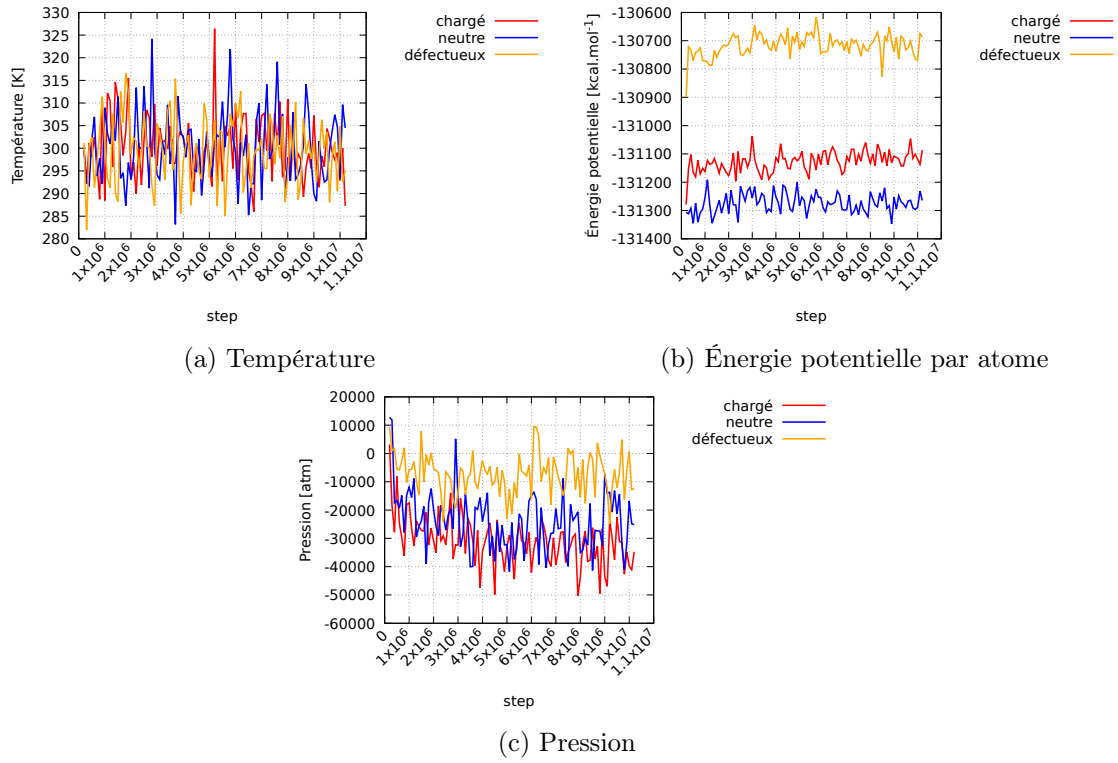 chargé
neutre
défectueux
Température [K]
330
325
320
315
310
305
300
295
290
285
280
0
1x10⁶
2x10⁶
3x10⁶
4x10⁶
5x10⁶
6x10⁶
7x10⁶
8x10⁶
9x10⁶
1x10⁷
1.1x10⁷
step
(a) Température
chargé
neutre
défectueux
Énergie potentielle [kcal.mol⁻¹]
-130600
-130700
-130800
-130900
-131000
-131100
-131200
-131300
-131400
0
1x10⁶
2x10⁶
3x10⁶
4x10⁶
5x10⁶
6x10⁶
7x10⁶
8x10⁶
9x10⁶
1x10⁷
1.1x10⁷
step
(b) Énergie potentielle par atome
chargé
neutre
défectueux
Pression [atm]
20000
10000
0
-10000
-20000
-30000
-40000
-50000
-60000
0
1x10⁶
2x10⁶
3x10⁶
4x10⁶
5x10⁶
6x10⁶
7x10⁶
8x10⁶
9x10⁶
1x10⁷
1.1x10⁷
step
(c) Pression